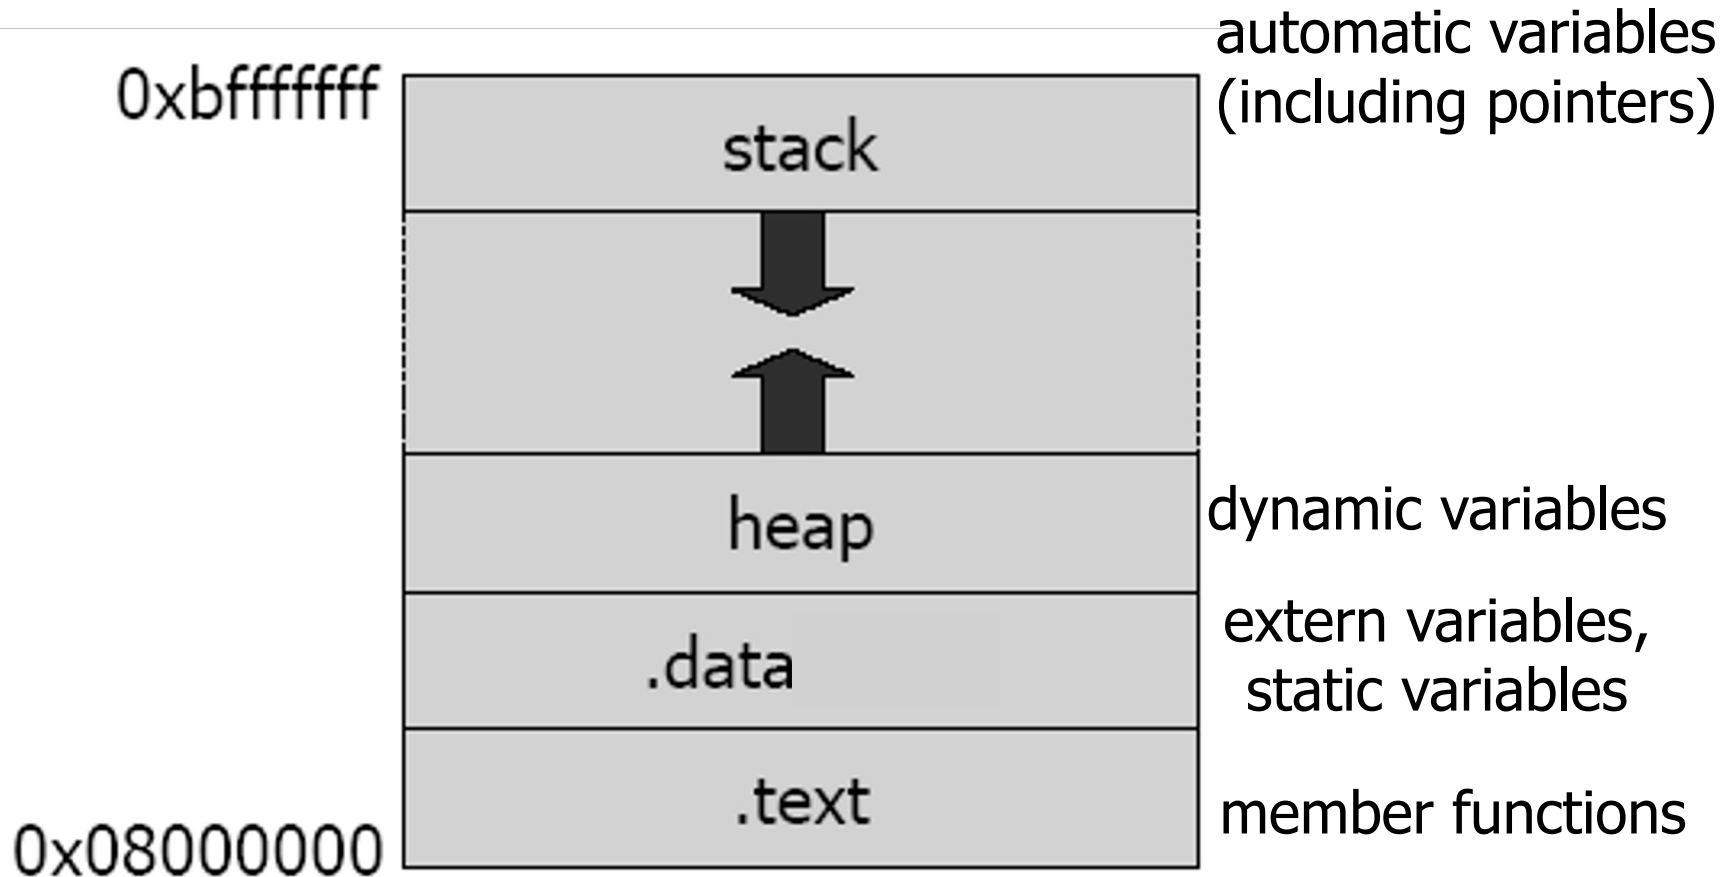 automatic variables
(including pointers)
0xbfffffff
stack
heap
dynamic variables
extern variables,
static variables
.data
.text
member functions
0x08000000